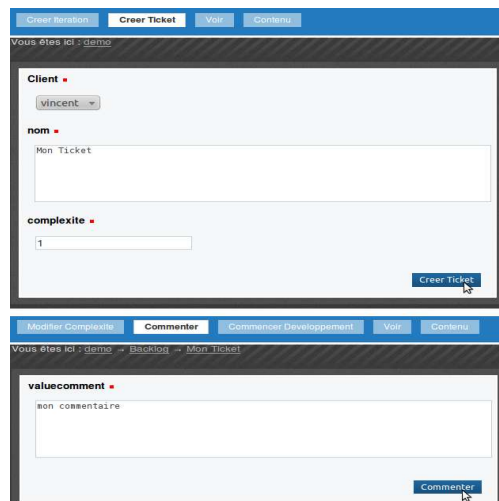 Creer Iteration Creer Ticket Voir Contenu
Vous êtes ici : demo
Client
vincent
nom
Mon Ticket
complexite
1
Creer Ticket
Modifier Complexite Commenter Commencer Developpement Voir Contenu
Vous êtes ici : demo → Backlog → Mon Ticket
valuecomment
mon commentaire
Commenter